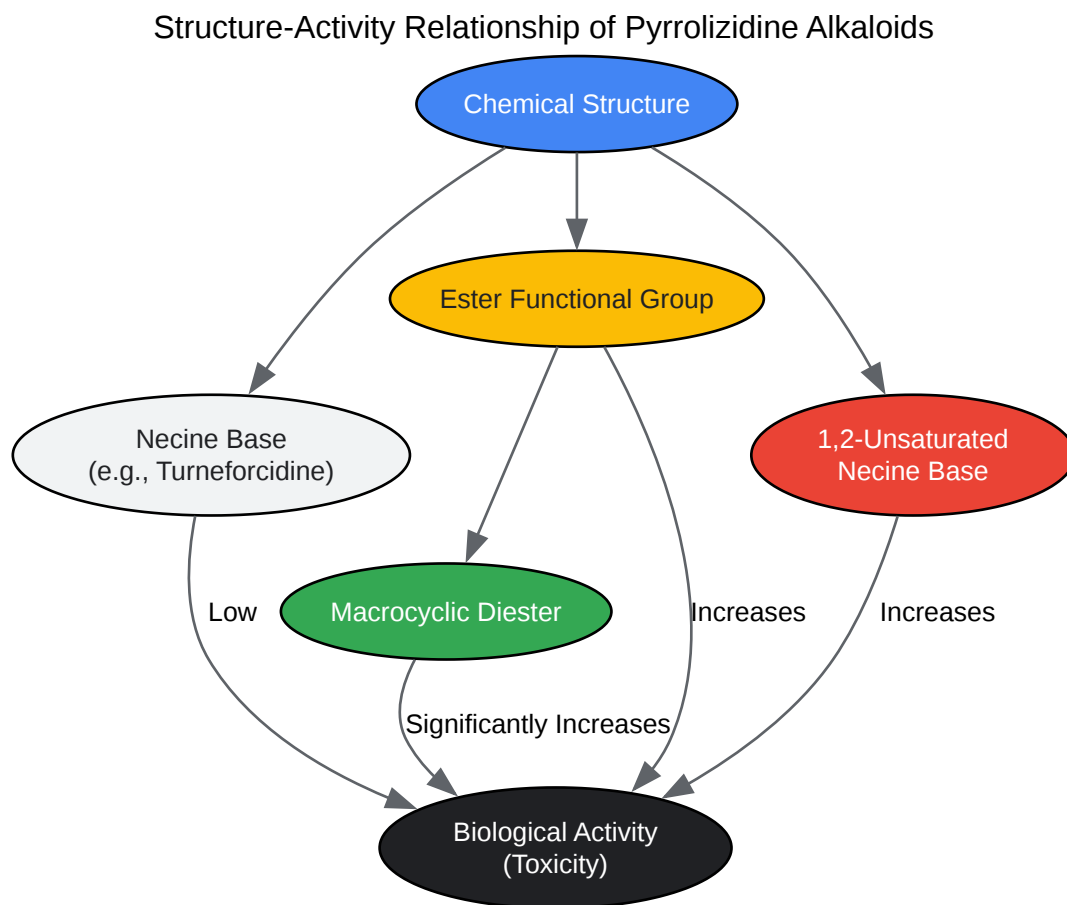 Structure-Activity Relationship of Pyrrolizidine Alkaloids
Chemical Structure
Ester Functional Group
Necine Base
(e.g., Turneforcidine)
1,2-Unsaturated
Necine Base
Macrocyclic Diester
Low
Increases
Increases
Significantly Increases
Biological Activity
(Toxicity)